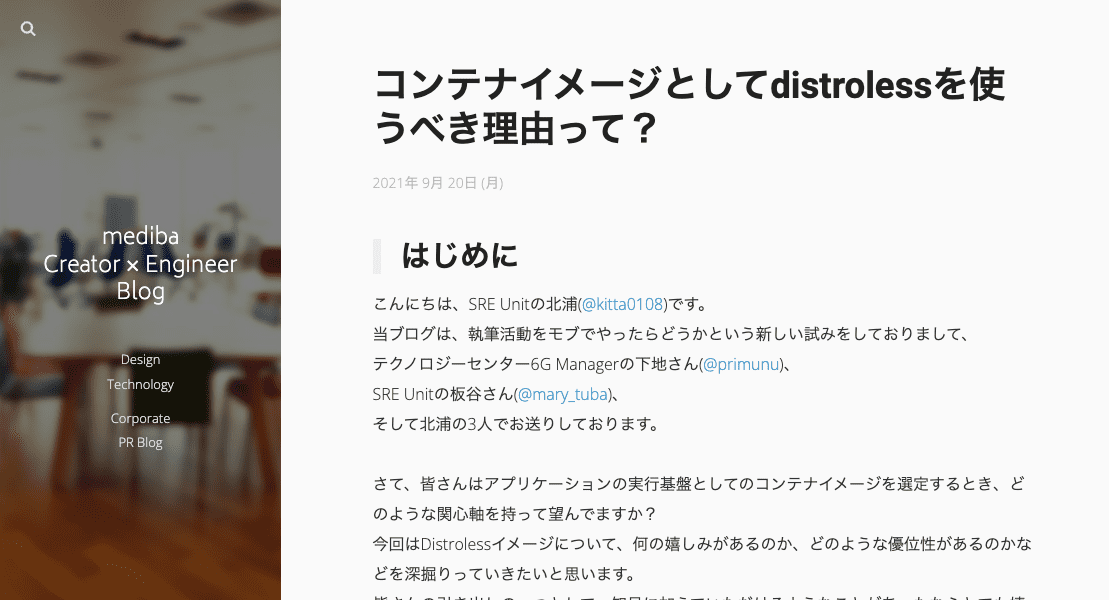 mediba
Creator × Engineer
Blog
Design
Technology
Corporate
PR Blog
コンテナイメージとしてdistrolessを使
うべき理由って？
2021年 9月 20日 (月)
はじめに
こんにちは、SRE Unitの北浦(@kitta0108)です。
当ブログは、執筆活動をモブでやったらどうかという新しい試みをしておりまして、
テクノロジーセンター6G Managerの下地さん(@primunu)、
SRE Unitの板谷さん(@mary_tuba)、
そして北浦の3人でお送りしております。
さて、皆さんはアプリケーションの実行基盤としてのコンテナイメージを選定するとき、ど
のような関心軸を持って望んでますか？
今回はDistrolessイメージについて、何の嬉しみがあるのか、どのような優位性があるのかな
どを深掘りっていきたいと思います。